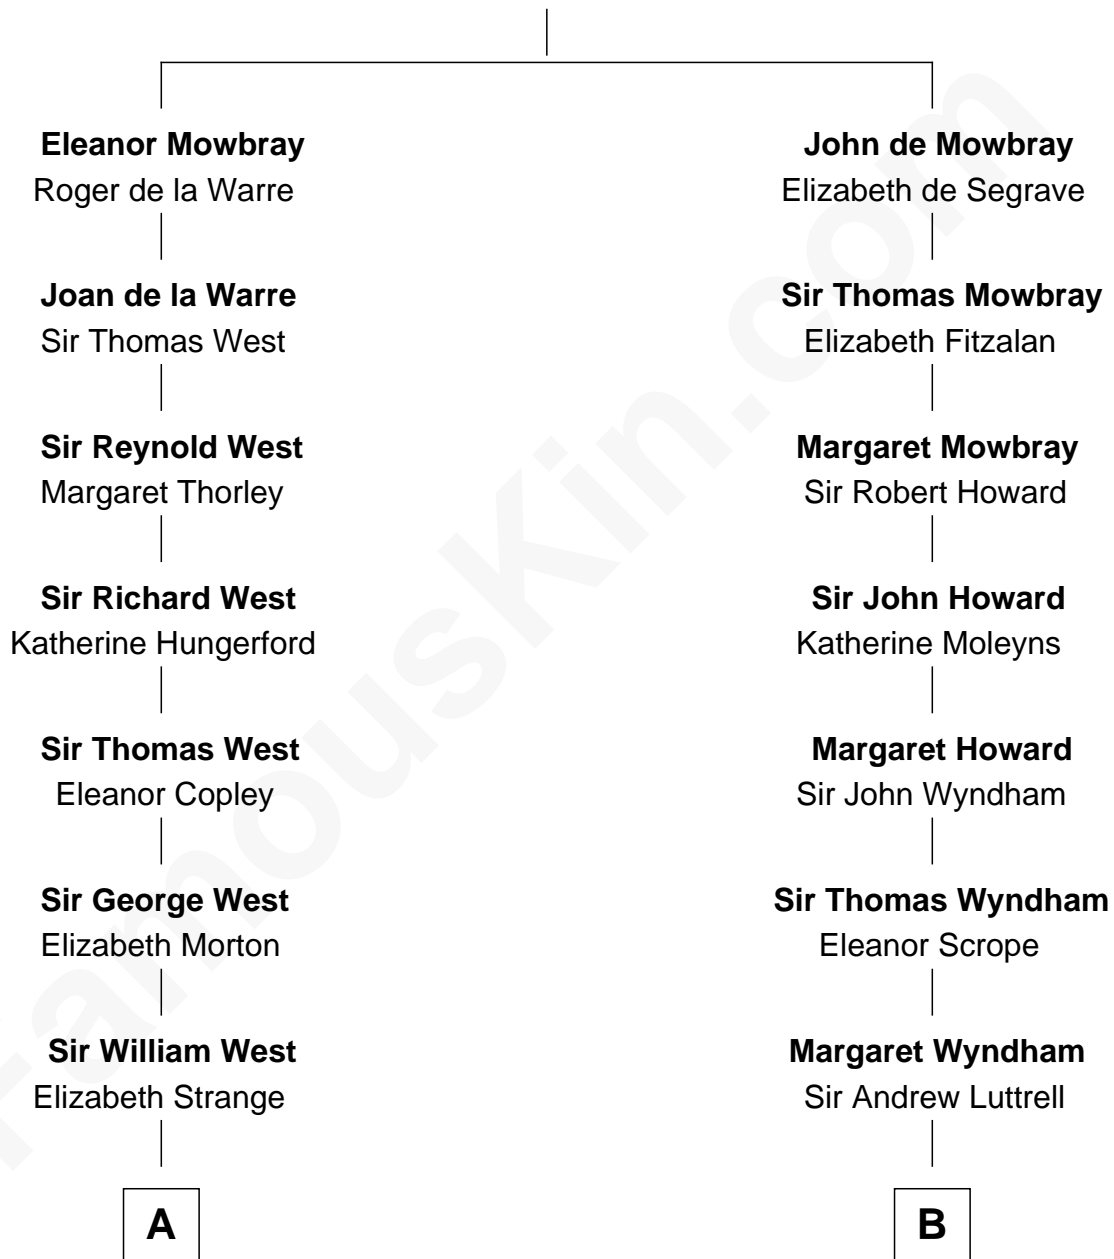 Eleanor Mowbray
Roger de la Warre
Joan de la Warre
Sir Thomas West
Sir Reynold West
Margaret Thorley
Sir Richard West
Katherine Hungerford
Sir Thomas West
Eleanor Copley
Sir George West
Elizabeth Morton
Sir William West
Elizabeth Strange
A
John de Mowbray
Elizabeth de Segrave
Sir Thomas Mowbray
Elizabeth Fitzalan
Margaret Mowbray
Sir Robert Howard
Sir John Howard
Katherine Moleyns
Margaret Howard
Sir John Wyndham
Sir Thomas Wyndham
Eleanor Scrope
Margaret Wyndham
Sir Andrew Luttrell
B
FamousKin.com